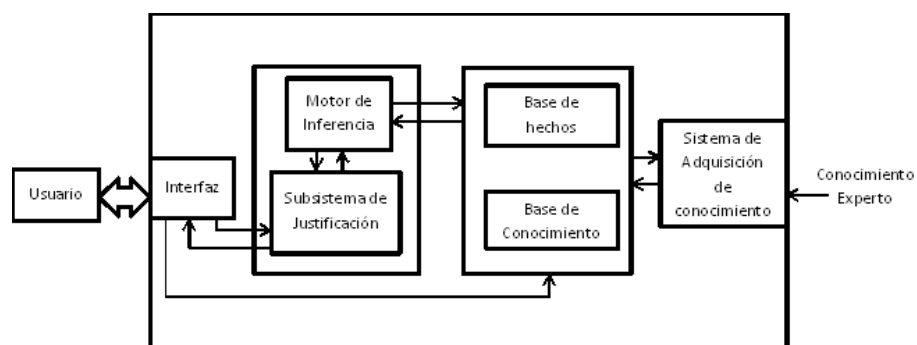 Usuario
Interfaz
Motor de
Inferencia
Subsistema de
Justificación
Base de
hechos
Base de
Conocimiento
Sistema de
Adquisición
de
conocimiento
Conocimiento
Experto